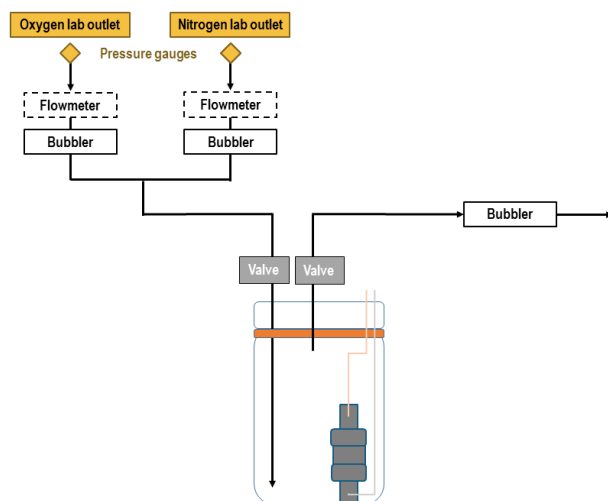 Oxygen lab outlet
Nitrogen lab outlet
Pressure gauges
Flowmeter
Flowmeter
Bubbler
Bubbler
Bubbler
Valve
Valve